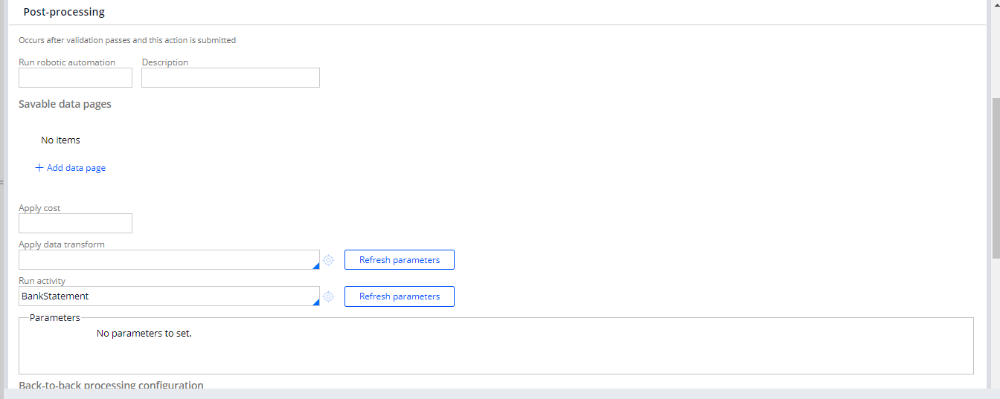 Post-processing
Occurs after validation passes and this action is submitted
Run robotic automation Description
Savable data pages
No items
+ Add data page
Apply cost
Apply data transform
Refresh parameters
Run activity
BankStatement Refresh parameters
Parameters
No parameters to set.
Back-to-back processing configuration